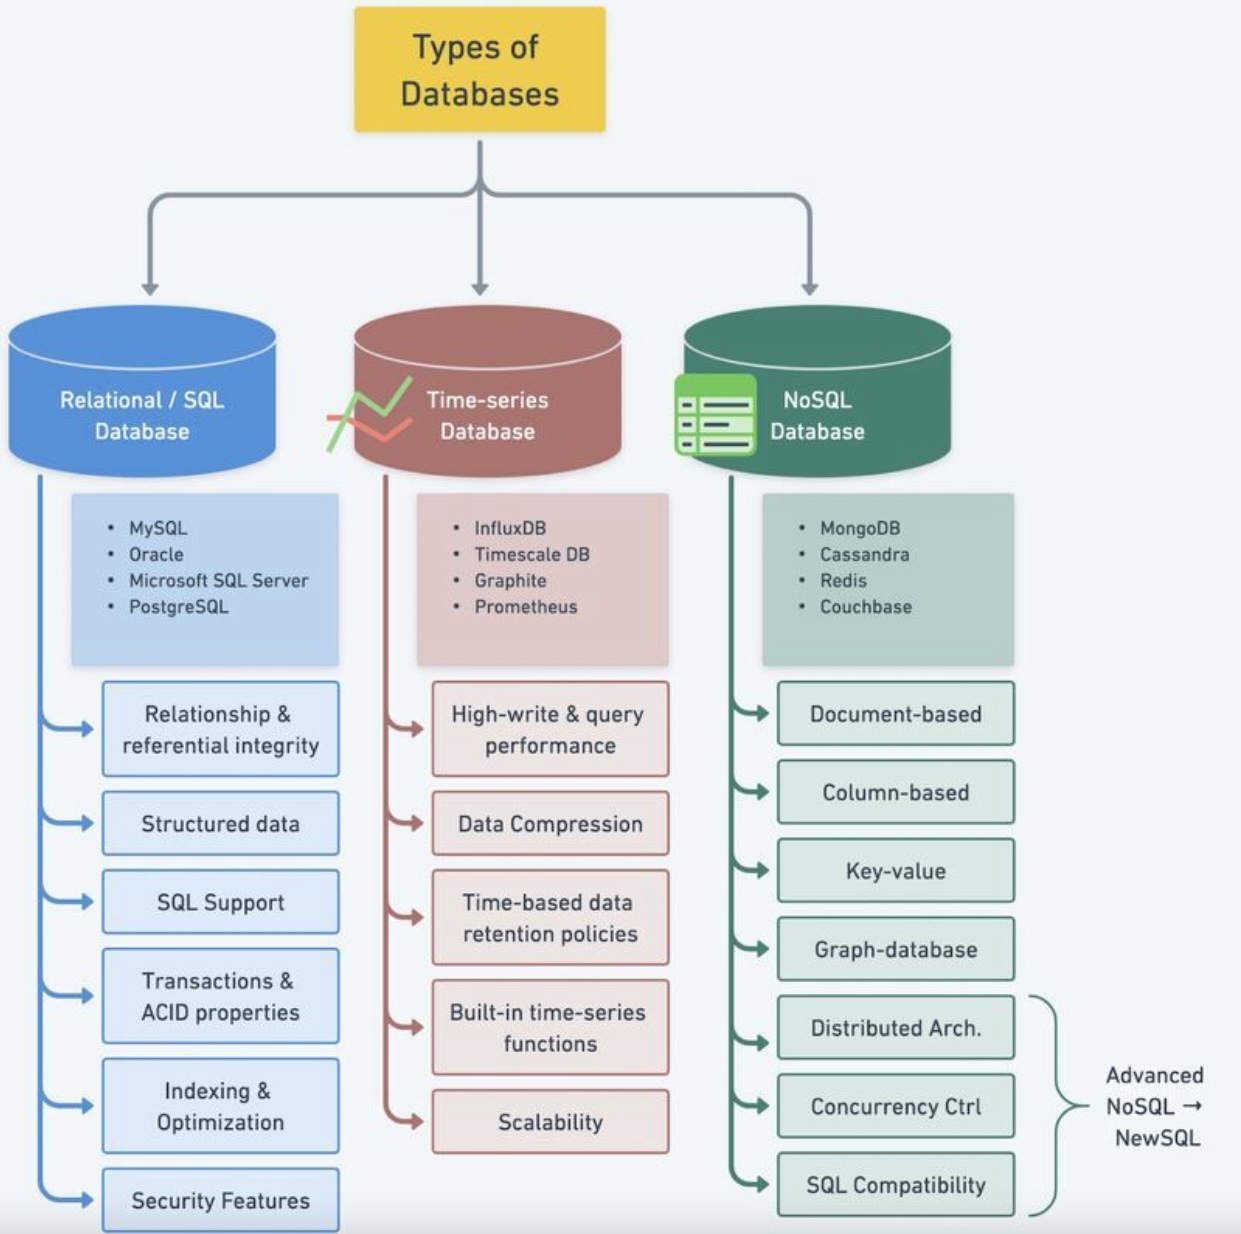 Types of
Databases
Relational / SQL
Database
• MySQL
• Oracle
• Microsoft SQL Server
• PostgreSQL
Relationship &
referential integrity
Structured data
SQL Support
Transactions &
ACID properties
Indexing &
Optimization
Security Features
Time-series
Database
• InfluxDB
• Timescale DB
• Graphite
• Prometheus
High-write & query
performance
Data Compression
Time-based data
retention policies
Built-in time-series
functions
Scalability
NoSQL
Database
• MongoDB
• Cassandra
• Redis
• Couchbase
Document-based
Column-based
Key-value
Graph-database
Distributed Arch.
Concurrency Ctrl
SQL Compatibility
Advanced
NoSQL →
NewSQL